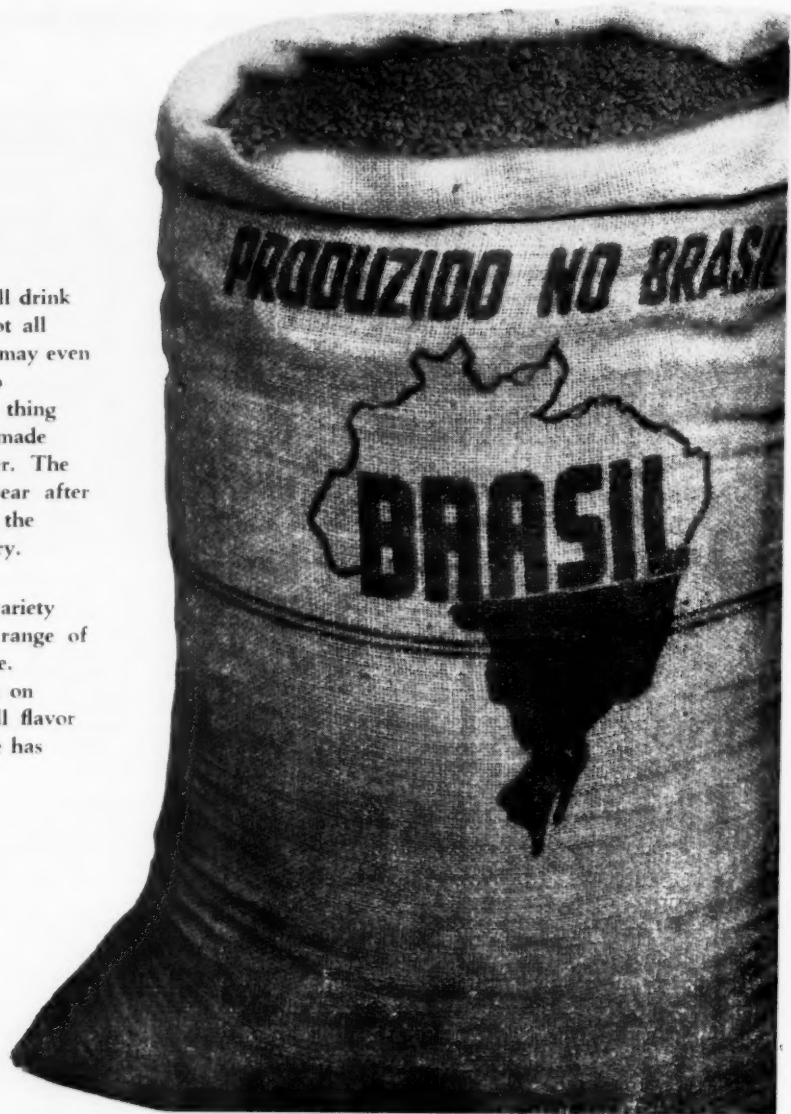 ll drink
ot all
may even
o
thing
made
r. The
ear after
the
ry.
ariety
range of
e.
on
ll flavor
e has
PRODUZIDO NO BRASIL
BRASIL